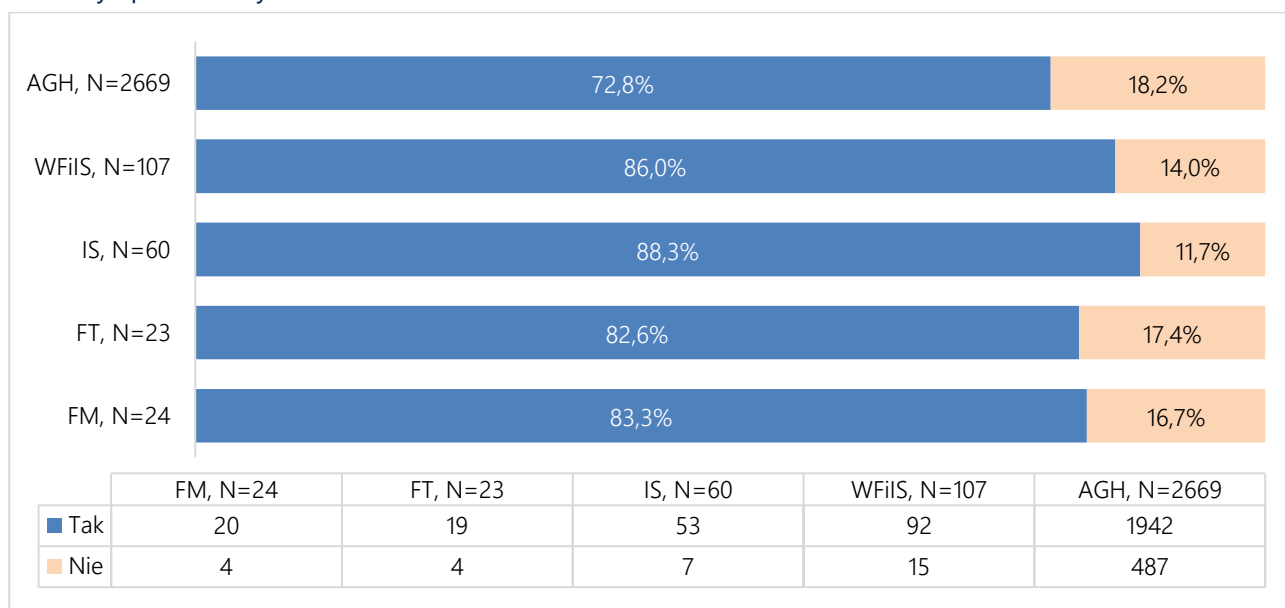 AGH, N=2669 72,8% 18,2%
WFiIS, N=107 86,0% 14,0%
IS, N=60 88,3% 11,7%
FT, N=23 82,6% 17,4%
FM, N=24 83,3% 16,7%
FM, N=24 FT, N=23 IS, N=60 WFiIS, N=107 AGH, N=2669
Tak 20 19 53 92 1942
Nie 4 4 7 15 487